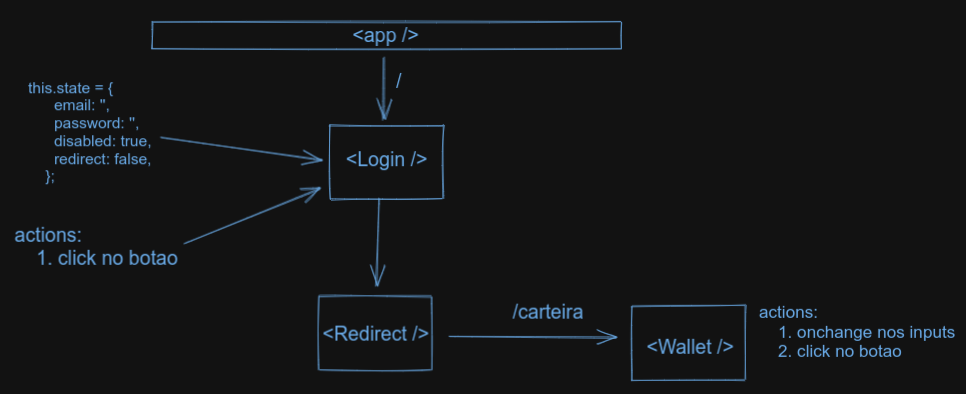 <app />
/
this.state = {
email: '',
password: '',
disabled: true,
redirect: false,
};
<Login />
actions:
1. click no botao
<Redirect />
/carteira
<Wallet />
actions:
1. onchange nos inputs
2. click no botao